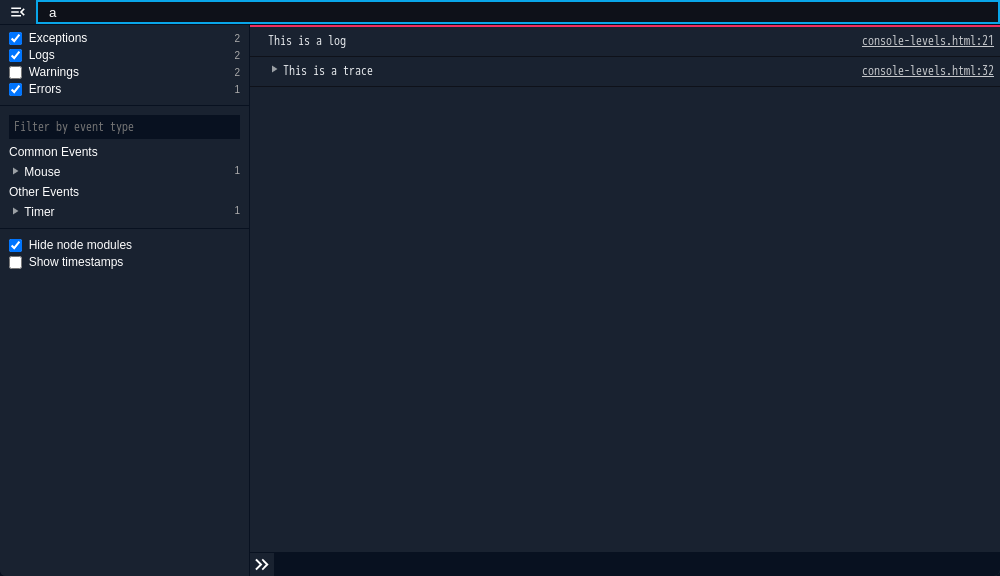 a
Exceptions 2
Logs 2
Warnings 2
Errors 1
Filter by event type
Common Events
Mouse 1
Other Events
Timer 1
Hide node modules
Show timestamps
This is a log console-levels.html:21
This is a trace console-levels.html:32